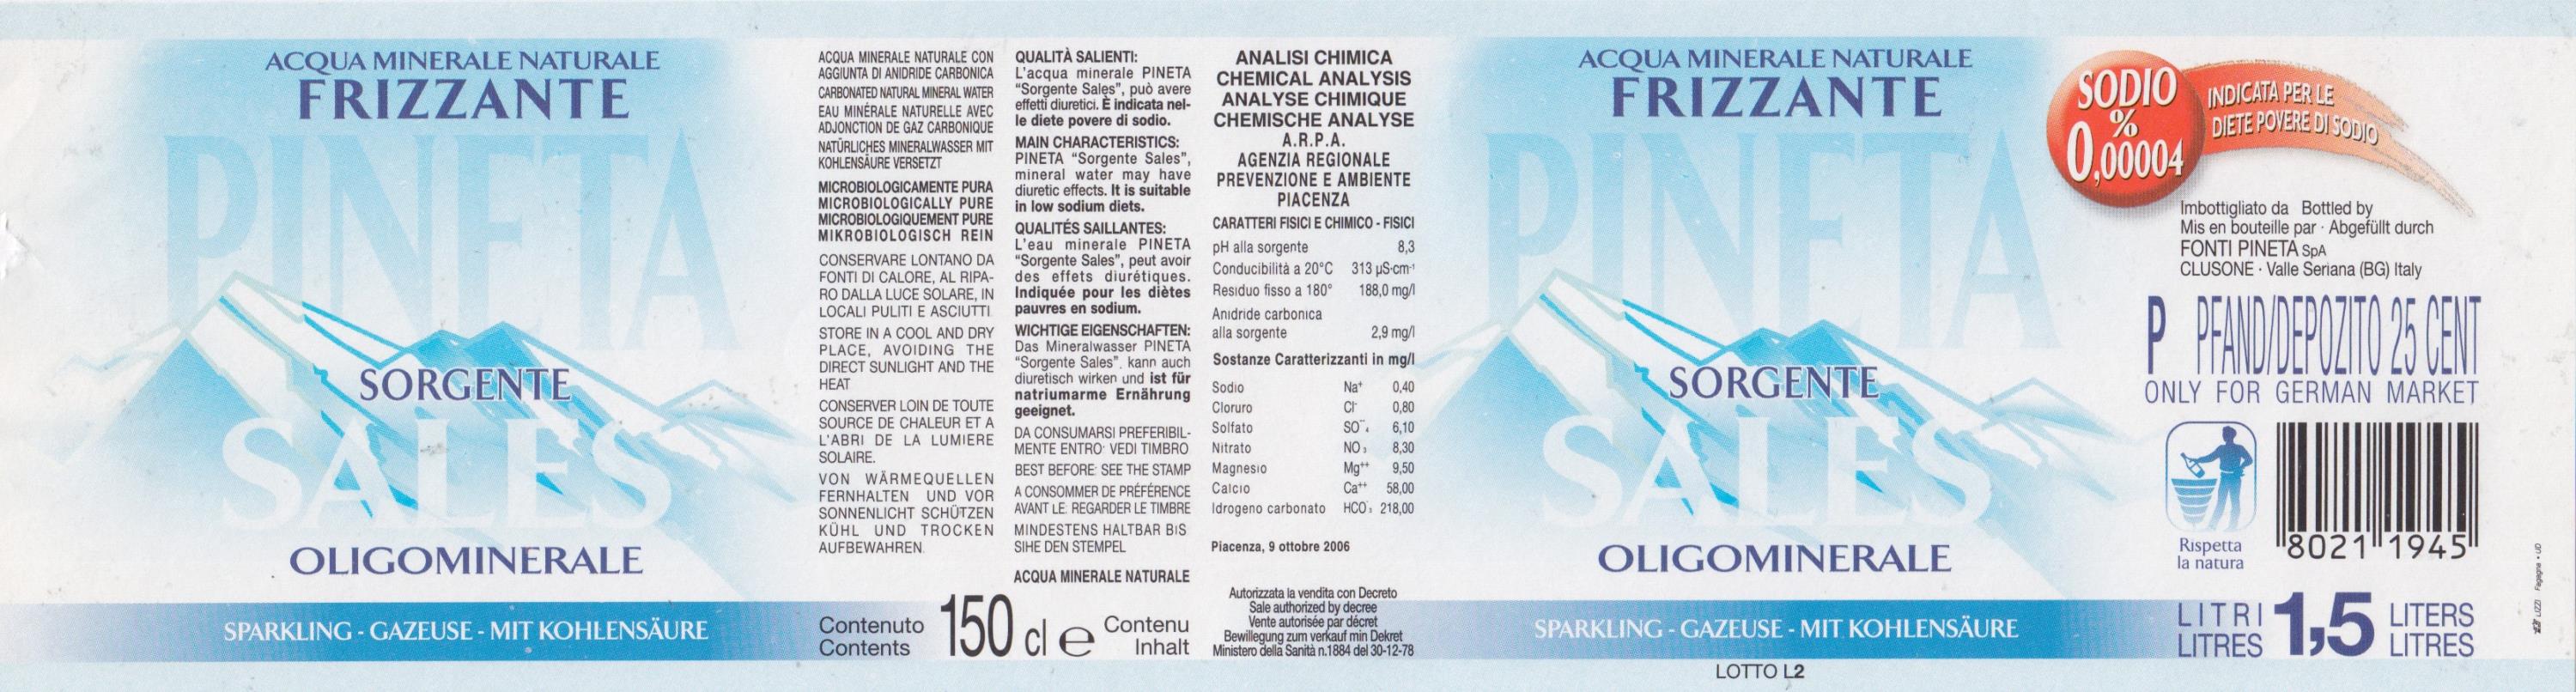 ACQUA MINERALE NATURALE
FRIZZANTE
PINETA
SORGENTE
SALES
OLIGOMINERALE
SPARKLING - GAZEUSE - MIT KOHLENSÄURE
ACQUA MINERALE NATURALE CON
AGGIUNTA DI ANIDRIDE CARBONICA
CARBONATED NATURAL MINERAL WATER
EAU MINÉRALE NATURELLE AVEC
ADJONCTION DE GAZ CARBONIQUE
NATÜRLICHES MINERALWASSER MIT
KOHLENSÄURE VERSETZT
MICROBIOLOGICAMENTE PURA
MICROBIOLOGICALLY PURE
MICROBIOLOGIQUEMENT PURE
MIKROBIOLOGISCH REIN
CONSERVARE LONTANO DA
FONTI DI CALORE, AL RIPA-
RO DALLA LUCE SOLARE, IN
LOCALI PULITI E ASCIUTTI.
STORE IN A COOL AND DRY
PLACE, AVOIDING THE
DIRECT SUNLIGHT AND THE
HEAT
CONSERVER LOIN DE TOUTE
SOURCE DE CHALEUR ET A
L'ABRI DE LA LUMIERE
SOLAIRE.
VON WÄRMEQUELLEN
FERNHALTEN UND VOR
SONNENLICHT SCHÜTZEN
KÜHL UND TROCKEN
AUFBEWAHREN.
Contenuto
Contents
150 cl e
Contenu
Inhalt
QUALITÀ SALIENTI:
L'acqua minerale PINETA
"Sorgente Sales", può avere
effetti diuretici. È indicata nel-
le diete povere di sodio.
MAIN CHARACTERISTICS:
PINETA "Sorgente Sales",
mineral water may have
diuretic effects. It is suitable
in low sodium diets.
QUALITÉS SAILLANTES:
L'eau minerale PINETA
"Sorgente Sales", peut avoir
des effets diurétiques.
Indiquée pour les diètes
pauvres en sodium.
WICHTIGE EIGENSCHAFTEN:
Das Mineralwasser PINETA
"Sorgente Sales", kann auch
diuretisch wirken und ist für
natriumarme Ernährung
geeignet.
DA CONSUMARSI PREFERIBIL-
MENTE ENTRO: VEDI TIMBRO
BEST BEFORE: SEE THE STAMP
A CONSOMMER DE PRÉFÉRENCE
AVANT LE: REGARDER LE TIMBRE
MINDESTENS HALTBAR BIS
SIHE DEN STEMPEL
ACQUA MINERALE NATURALE
ANALISI CHIMICA
CHEMICAL ANALYSIS
ANALYSE CHIMIQUE
CHEMISCHE ANALYSE
A.R.P.A.
AGENZIA REGIONALE
PREVENZIONE E AMBIENTE
PIACENZA
CARATTERI FISICI E CHIMICO - FISICI
pH alla sorgente 8,3
Conducibilità a 20°C 313 µS·cm⁻¹
Residuo fisso a 180° 188,0 mg/l
Anidride carbonica
alla sorgente 2,9 mg/l
Sostanze Caratterizzanti in mg/l
Sodio Na⁺ 0,40
Cloruro Cl⁻ 0,80
Solfato SO⁻⁻₄ 6,10
Nitrato NO⁻₃ 8,30
Magnesio Mg⁺⁺ 9,50
Calcio Ca⁺⁺ 58,00
Idrogeno carbonato HCO⁻₃ 218,00
Piacenza, 9 ottobre 2006
Autorizzata la vendita con Decreto
Sale authorized by decree
Vente autorisée par décret
Bewillegung zum verkauf min Dekret
Ministero della Sanità n.1884 del 30-12-78
ACQUA MINERALE NATURALE
FRIZZANTE
PINETA
SORGENTE
SALES
OLIGOMINERALE
SPARKLING - GAZEUSE - MIT KOHLENSÄURE
LOTTO L2
SODIO
%
0,00004
INDICATA PER LE
DIETE POVERE DI SODIO
Imbottigliato da Bottled by
Mis en bouteille par · Abgefüllt durch
FONTI PINETA SpA
CLUSONE · Valle Seriana (BG) Italy
P PFAND/DEPOZITO 25 CENT
ONLY FOR GERMAN MARKET
Rispetta
la natura
8021 1945
LITRI
LITRES
1,5
LITERS
LITRES
Fagagna • UD